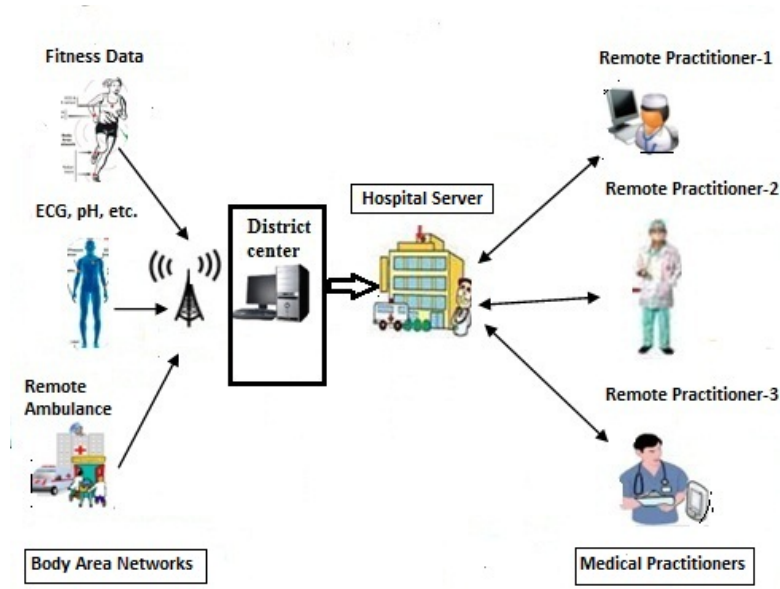 Fitness Data
ECG, pH, etc.
Remote
Ambulance
Body Area Networks
District
center
Hospital Server
Remote Practitioner-1
Remote Practitioner-2
Remote Practitioner-3
Medical Practitioners